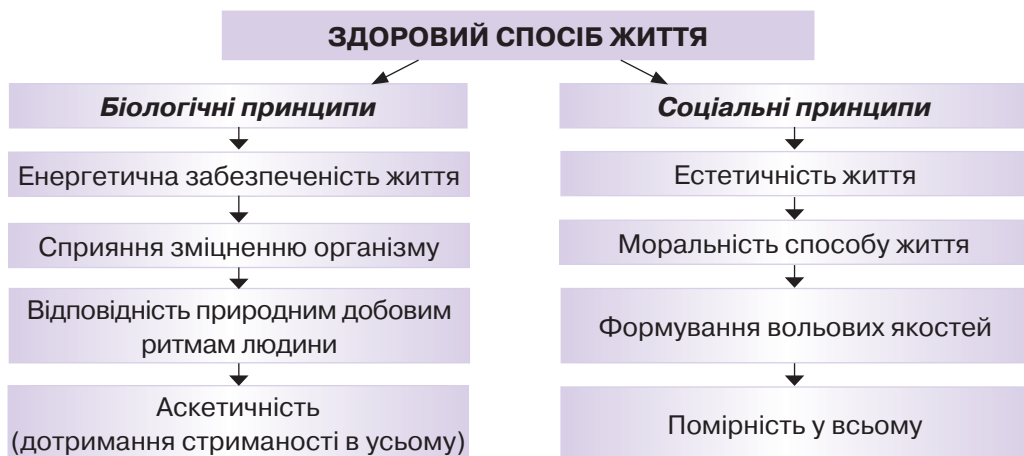 ЗДОРОВИЙ СПОСІБ ЖИТТЯ
Біологічні принципи
Енергетична забезпеченість життя
Сприяння зміцненню організму
Відповідність природним добовим
ритмам людини
Аскетичність
(дотримання стриманості в усьому)
Соціальні принципи
Естетичність життя
Моральність способу життя
Формування вольових якостей
Помірність у всьому